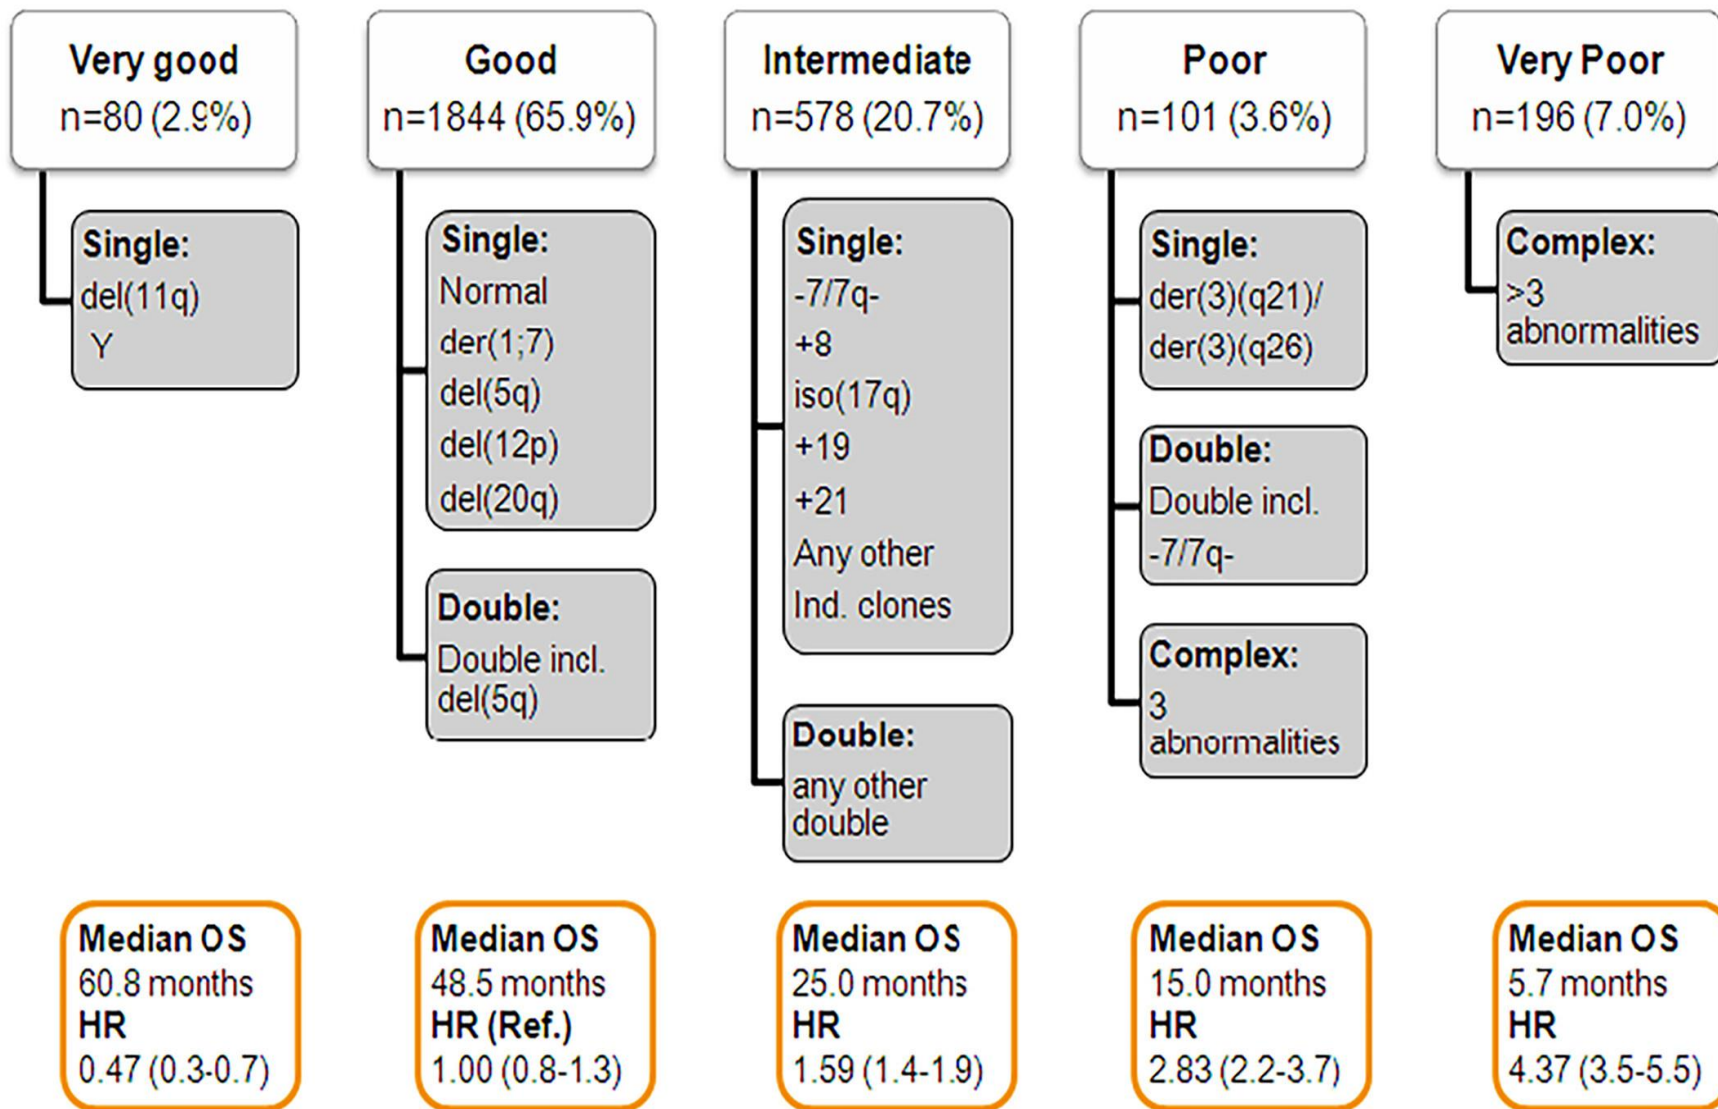 Very good
n=80 (2.9%)
Single:
del(11q)
Y
Median OS
60.8 months
HR
0.47 (0.3-0.7)
Good
n=1844 (65.9%)
Single:
Normal
der(1;7)
del(5q)
del(12p)
del(20q)
Double:
Double incl.
del(5q)
Median OS
48.5 months
HR (Ref.)
1.00 (0.8-1.3)
Intermediate
n=578 (20.7%)
Single:
-7/7q-
+8
iso(17q)
+19
+21
Any other
Ind. clones
Double:
any other
double
Median OS
25.0 months
HR
1.59 (1.4-1.9)
Poor
n=101 (3.6%)
Single:
der(3)(q21)/
der(3)(q26)
Double:
Double incl.
-7/7q-
Complex:
3
abnormalities
Median OS
15.0 months
HR
2.83 (2.2-3.7)
Very Poor
n=196 (7.0%)
Complex:
>3
abnormalities
Median OS
5.7 months
HR
4.37 (3.5-5.5)